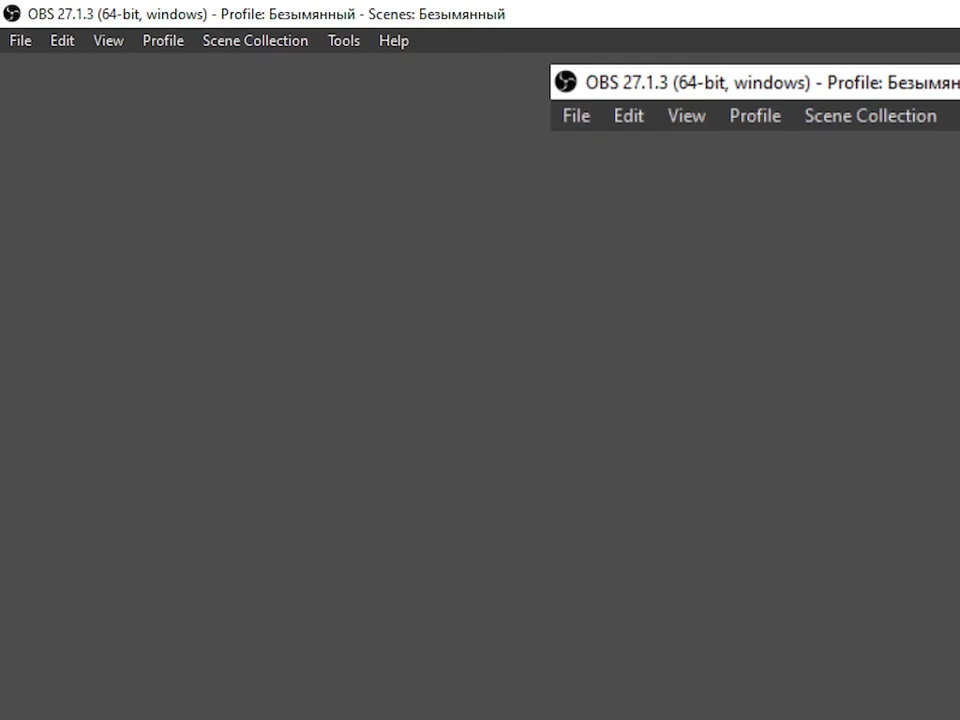 OBS 27.1.3 (64-bit, windows) - Profile: Безымянный - Scenes: Безымянный
File Edit View Profile Scene Collection Tools Help
OBS 27.1.3 (64-bit, windows) - Profile: Безымян
File Edit View Profile Scene Collection